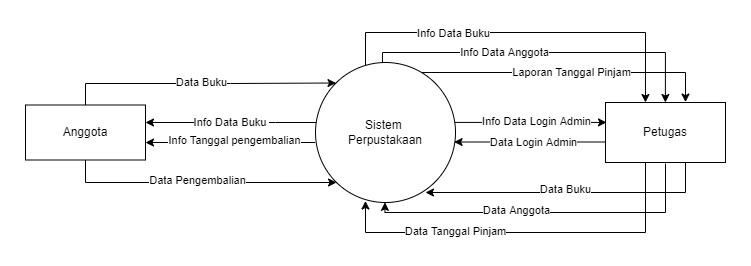 Info Data Buku
Info Data Anggota
Laporan Tanggal Pinjam
Data Buku
Info Data Buku
Info Data Login Admin
Anggota
Sistem
Perpustakaan
Petugas
Info Tanggal pengembalian
Data Login Admin
Data Pengembalian
Data Buku
Data Anggota
Data Tanggal Pinjam